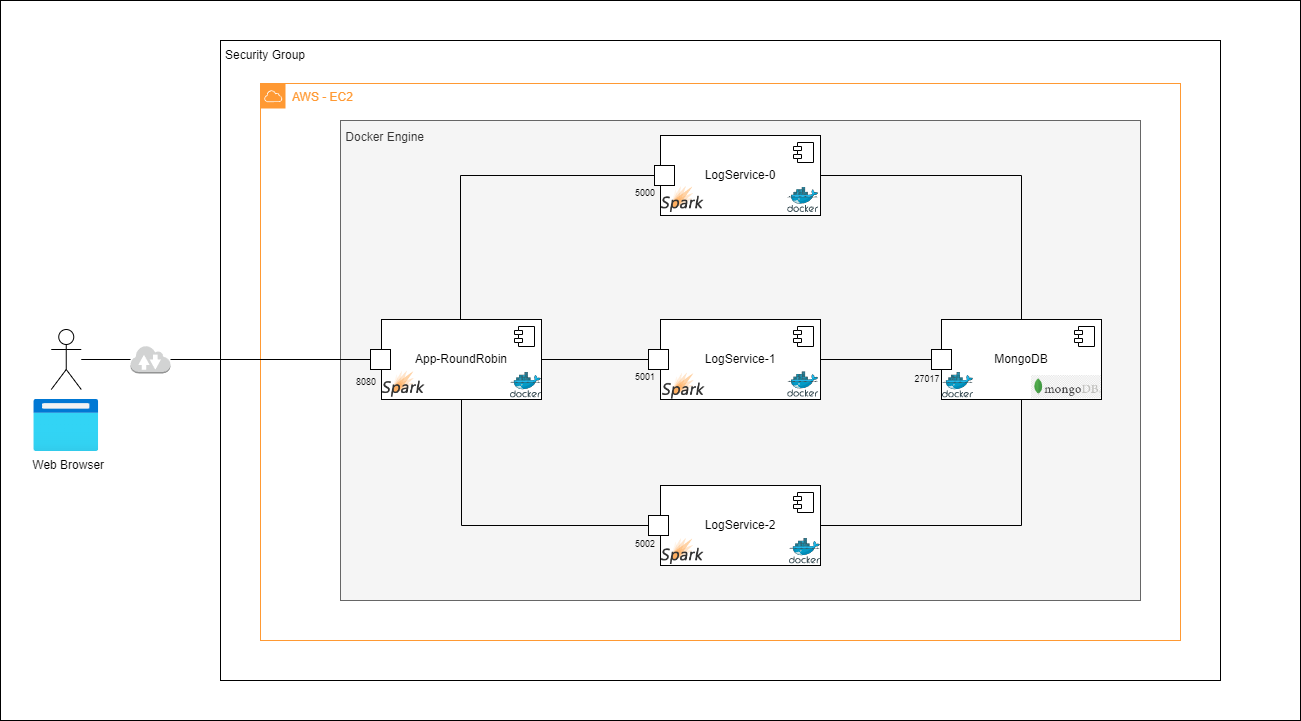 Security Group
AWS - EC2
Docker Engine
LogService-0
5000
Spark
docker
App-RoundRobin
8080
Spark
docker
LogService-1
5001
Spark
docker
MongoDB
27017
docker
mongoDB
Web Browser
LogService-2
5002
Spark
docker